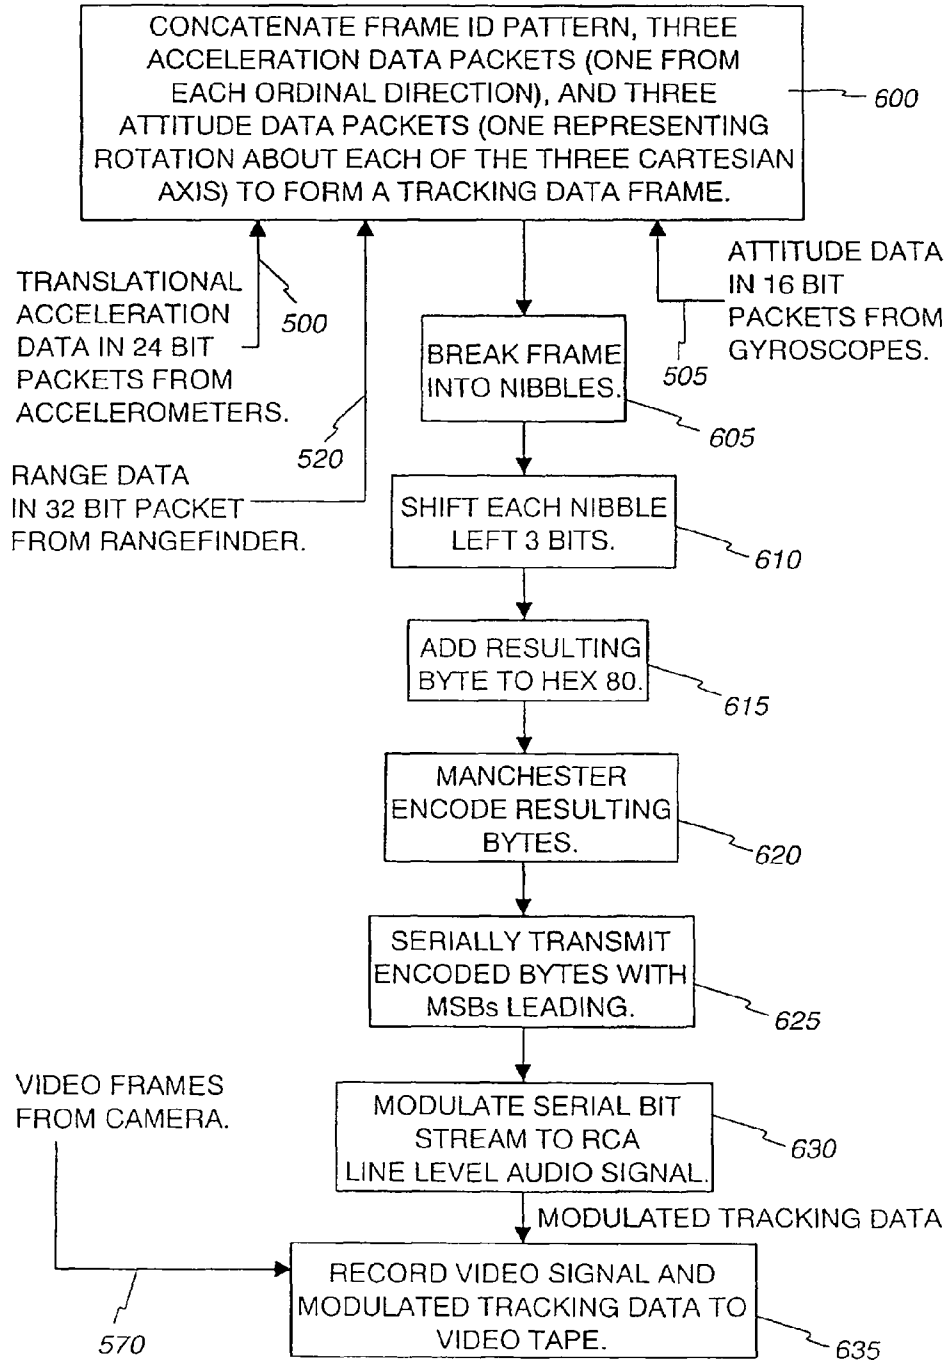 CONCATENATE FRAME ID PATTERN, THREE
ACCELERATION DATA PACKETS (ONE FROM
EACH ORDINAL DIRECTION), AND THREE
ATTITUDE DATA PACKETS (ONE REPRESENTING
ROTATION ABOUT EACH OF THE THREE CARTESIAN
AXIS) TO FORM A TRACKING DATA FRAME.
600
TRANSLATIONAL
ACCELERATION
DATA IN 24 BIT
PACKETS FROM
ACCELEROMETERS.
500
RANGE DATA
IN 32 BIT PACKET
FROM RANGEFINDER.
520
ATTITUDE DATA
IN 16 BIT
PACKETS FROM
GYROSCOPES.
505
BREAK FRAME
INTO NIBBLES.
605
SHIFT EACH NIBBLE
LEFT 3 BITS.
610
ADD RESULTING
BYTE TO HEX 80.
615
MANCHESTER
ENCODE RESULTING
BYTES.
620
SERIALLY TRANSMIT
ENCODED BYTES WITH
MSBs LEADING.
625
VIDEO FRAMES
FROM CAMERA.
570
MODULATE SERIAL BIT
STREAM TO RCA
LINE LEVEL AUDIO SIGNAL.
630
MODULATED TRACKING DATA
RECORD VIDEO SIGNAL AND
MODULATED TRACKING DATA TO
VIDEO TAPE.
635